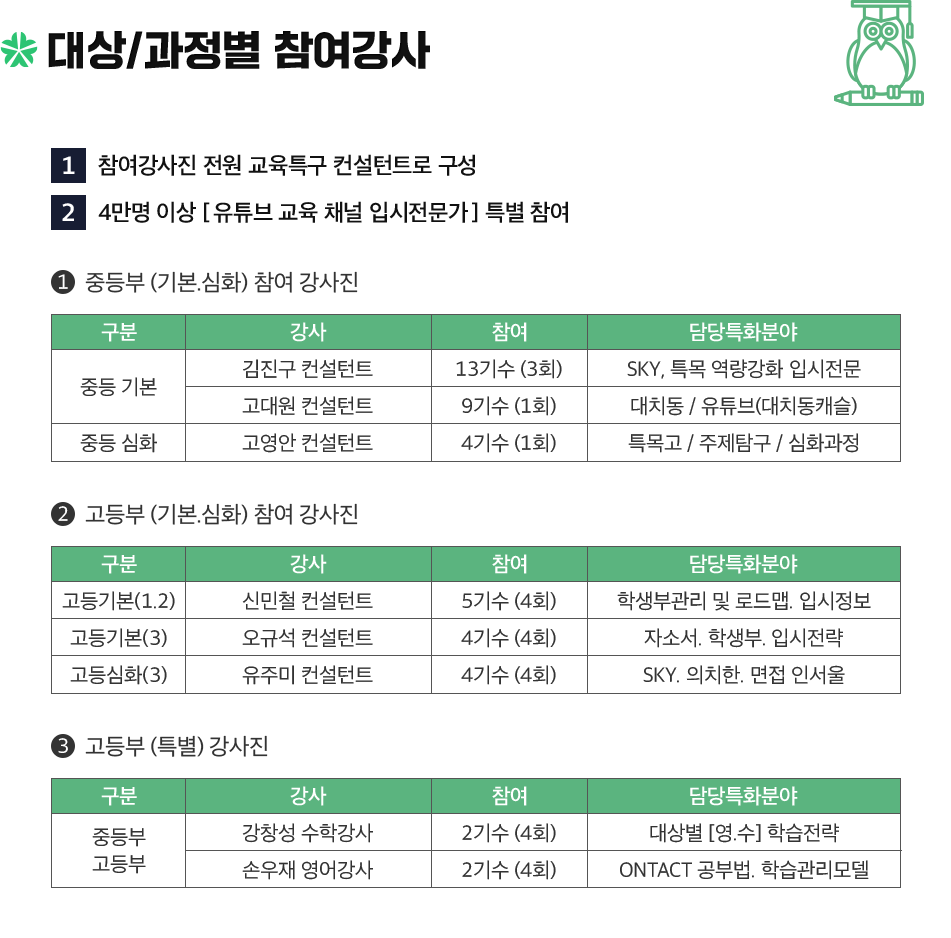 대상/과정별 참여강사
1 참여강사진 전원 교육특구 컨설턴트로 구성
2 4만명 이상 [ 유튜브 교육 채널 입시전문가 ] 특별 참여
❶ 중등부 (기본.심화) 참여 강사진
구분 강사 참여 담당특화분야
중등 기본 김진구 컨설턴트 13기수 (3회) SKY, 특목 역량강화 입시전문
고대원 컨설턴트 9기수 (1회) 대치동 / 유튜브(대치동캐슬)
중등 심화 고영안 컨설턴트 4기수 (1회) 특목고 / 주제탐구 / 심화과정
❷ 고등부 (기본.심화) 참여 강사진
구분 강사 참여 담당특화분야
고등기본(1.2) 신민철 컨설턴트 5기수 (4회) 학생부관리 및 로드맵. 입시정보
고등기본(3) 오규석 컨설턴트 4기수 (4회) 자소서. 학생부. 입시전략
고등심화(3) 유주미 컨설턴트 4기수 (4회) SKY. 의치한. 면접 인서울
❸ 고등부 (특별) 강사진
구분 강사 참여 담당특화분야
중등부
고등부
강창성 수학강사 2기수 (4회) 대상별 [영.수] 학습전략
손우재 영어강사 2기수 (4회) ONTACT 공부법. 학습관리모델